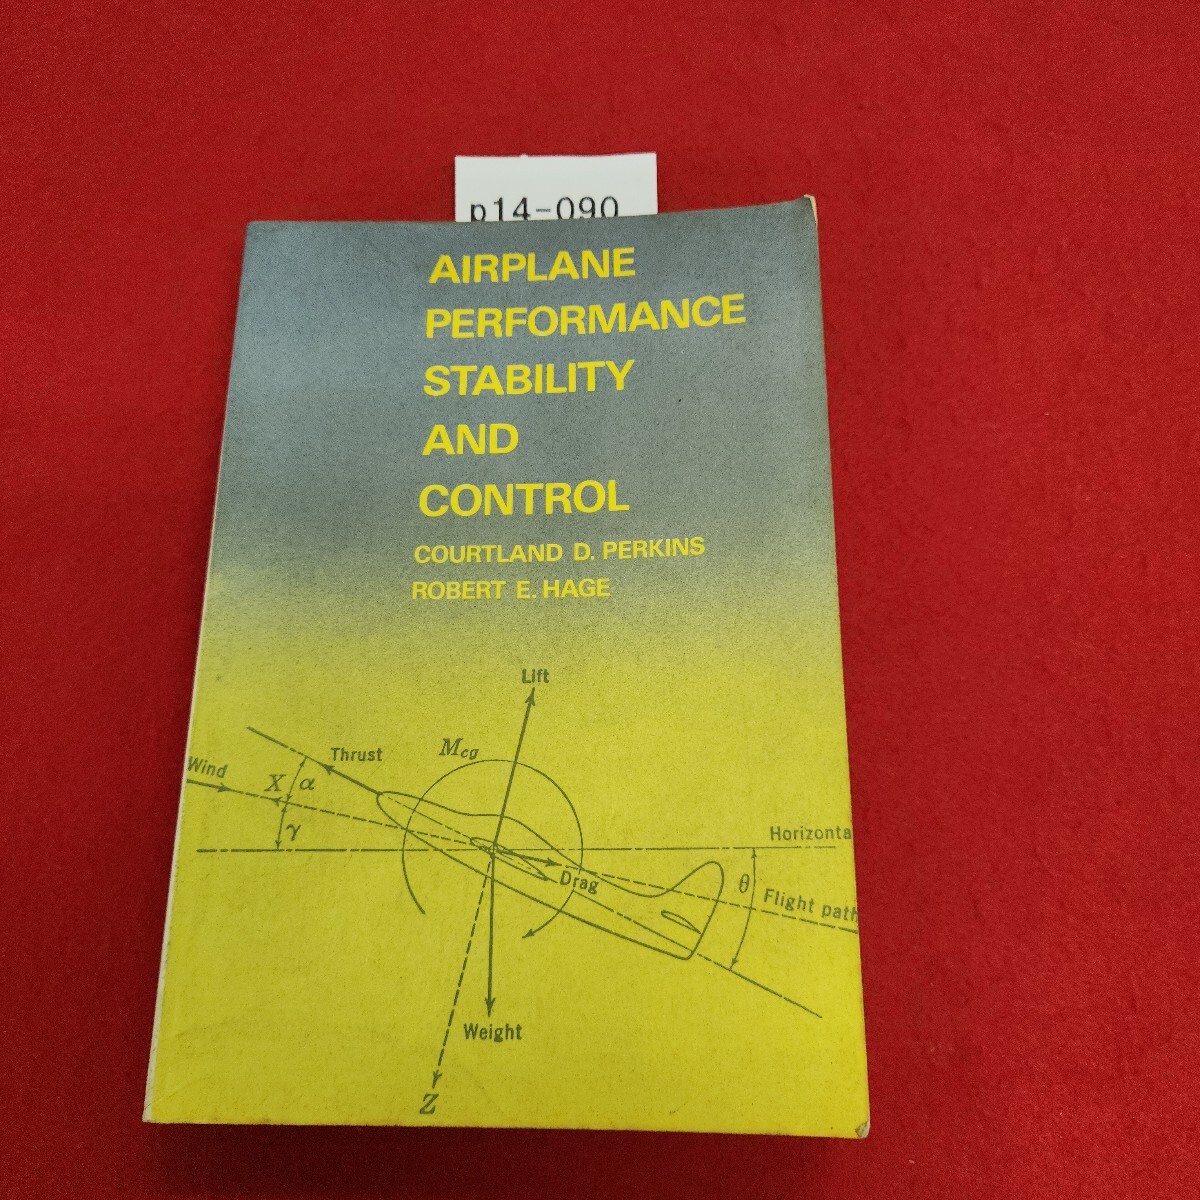 p14-090
AIRPLANE
PERFORMANCE
STABILITY
AND
CONTROL
COURTLAND D. PERKINS
ROBERT E. HAGE
Lift
Thrust
Mcg
Wind
X
α
γ
Horizonta
Drag
θ
Flight path
Weight
Z